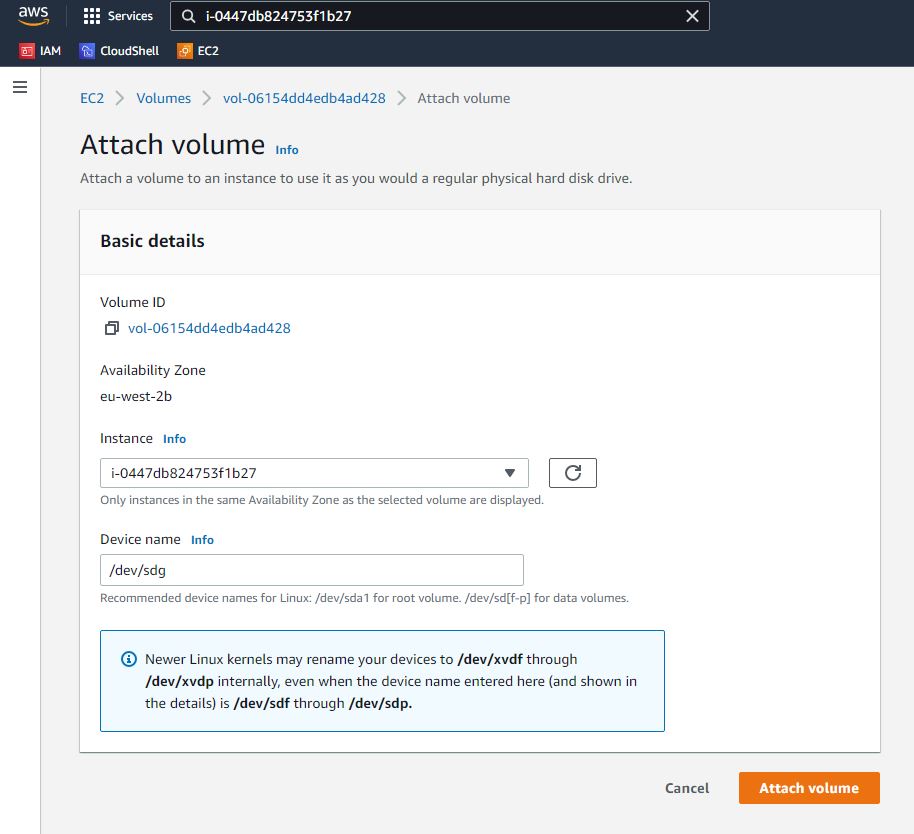 aws Services i-0447db824753f1b27
IAM CloudShell EC2
EC2 Volumes vol-06154dd4edb4ad428 Attach volume
Attach volume Info
Attach a volume to an instance to use it as you would a regular physical hard disk drive.
Basic details
Volume ID
vol-06154dd4edb4ad428
Availability Zone
eu-west-2b
Instance Info
i-0447db824753f1b27
Only instances in the same Availability Zone as the selected volume are displayed.
Device name Info
/dev/sdg
Recommended device names for Linux: /dev/sda1 for root volume. /dev/sd[f-p] for data volumes.
Newer Linux kernels may rename your devices to /dev/xvdf through
/dev/xvdp internally, even when the device name entered here (and shown in
the details) is /dev/sdf through /dev/sdp.
Cancel Attach volume